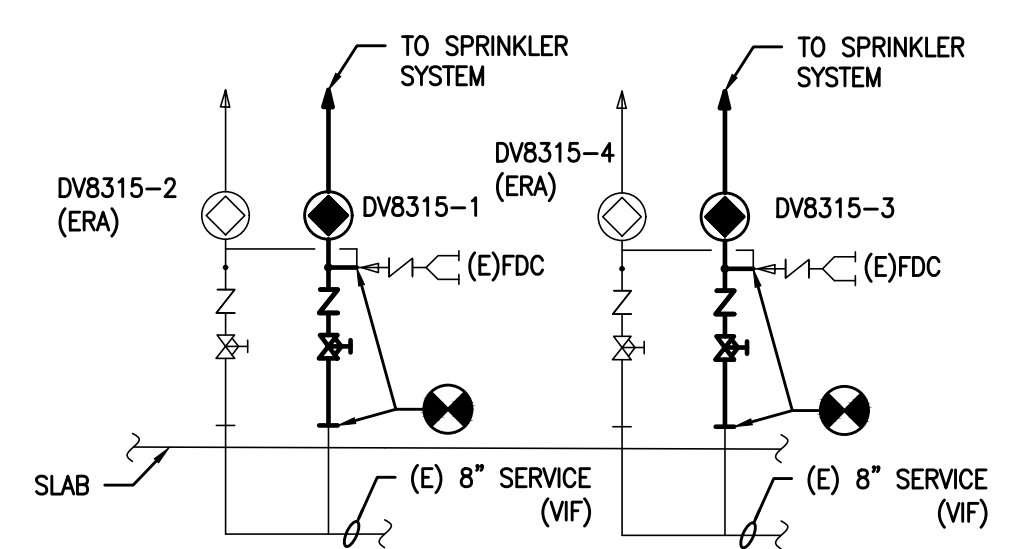 TO SPRINKLER
SYSTEM
TO SPRINKLER
SYSTEM
DV8315-2
(ERA)
DV8315-1
DV8315-4
(ERA)
DV8315-3
(E)FDC
(E)FDC
SLAB
(E) 8” SERVICE
(VIF)
(E) 8” SERVICE
(VIF)